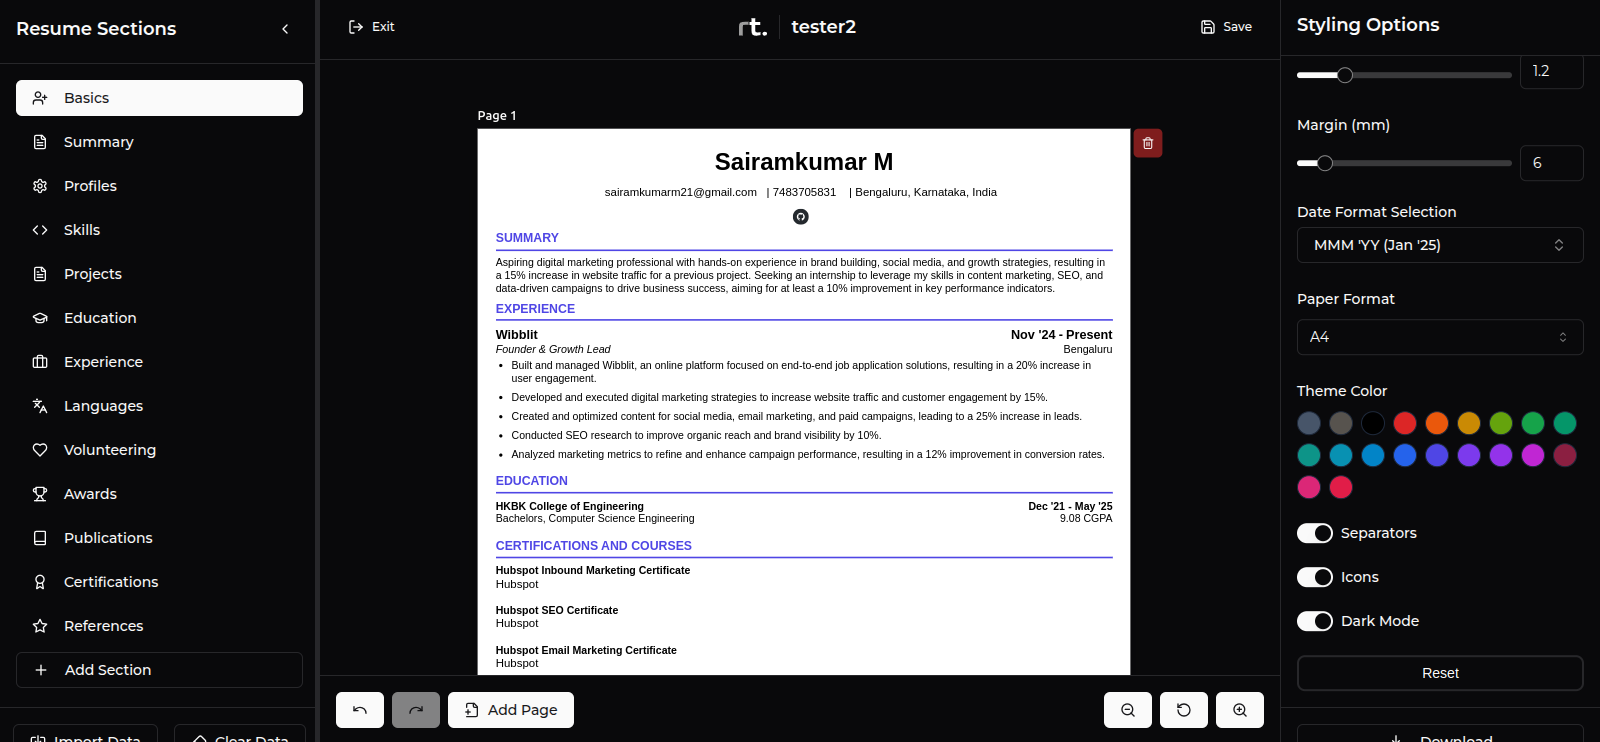 Resume Sections
Basics
Summary
Profiles
Skills
Projects
Education
Experience
Languages
Volunteering
Awards
Publications
Certifications
References
Add Section
Import Data
Clear Data
Exit
rt.
tester2
Save
Page 1
Sairamkumar M
sairamkumarm21@gmail.com | 7483705831 | Bengaluru, Karnataka, India
SUMMARY
Aspiring digital marketing professional with hands-on experience in brand building, social media, and growth strategies, resulting in
a 15% increase in website traffic for a previous project. Seeking an internship to leverage my skills in content marketing, SEO, and
data-driven campaigns to drive business success, aiming for at least a 10% improvement in key performance indicators.
EXPERIENCE
Wibblit Nov '24 - Present
Founder & Growth Lead Bengaluru
• Built and managed Wibblit, an online platform focused on end-to-end job application solutions, resulting in a 20% increase in
user engagement.
• Developed and executed digital marketing strategies to increase website traffic and customer engagement by 15%.
• Created and optimized content for social media, email marketing, and paid campaigns, leading to a 25% increase in leads.
• Conducted SEO research to improve organic reach and brand visibility by 10%.
• Analyzed marketing metrics to refine and enhance campaign performance, resulting in a 12% improvement in conversion rates.
EDUCATION
HKBK College of Engineering Dec '21 - May '25
Bachelors, Computer Science Engineering 9.08 CGPA
CERTIFICATIONS AND COURSES
Hubspot Inbound Marketing Certificate
Hubspot
Hubspot SEO Certificate
Hubspot
Hubspot Email Marketing Certificate
Hubspot
Add Page
Styling Options
1.2
Margin (mm)
6
Date Format Selection
MMM 'YY (Jan '25)
Paper Format
A4
Theme Color
Separators
Icons
Dark Mode
Reset
Download